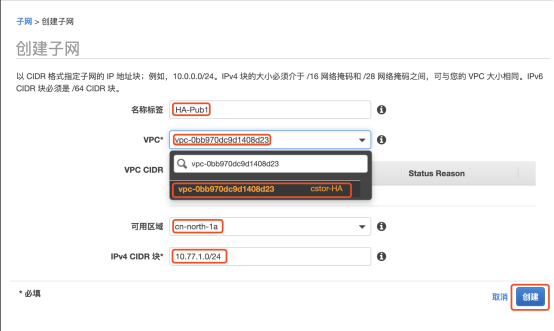 子网 > 创建子网
创建子网
以 CIDR 格式指定子网的 IP 地址块；例如，10.0.0.0/24。IPv4 块的大小必须介于 /16 网络掩码和 /28 网络掩码之间，可与您的 VPC 大小相同。IPv6
CIDR 块必须是 /64 CIDR 块。
名称标签 HA-Pub1
VPC* vpc-0bb970dc9d1408d23
vpc-0bb970dc9d1408d23
VPC CIDR Status Reason
vpc-0bb970dc9d1408d23 cstor-HA
可用区域 cn-north-1a
IPv4 CIDR 块* 10.77.1.0/24
* 必填 取消 创建